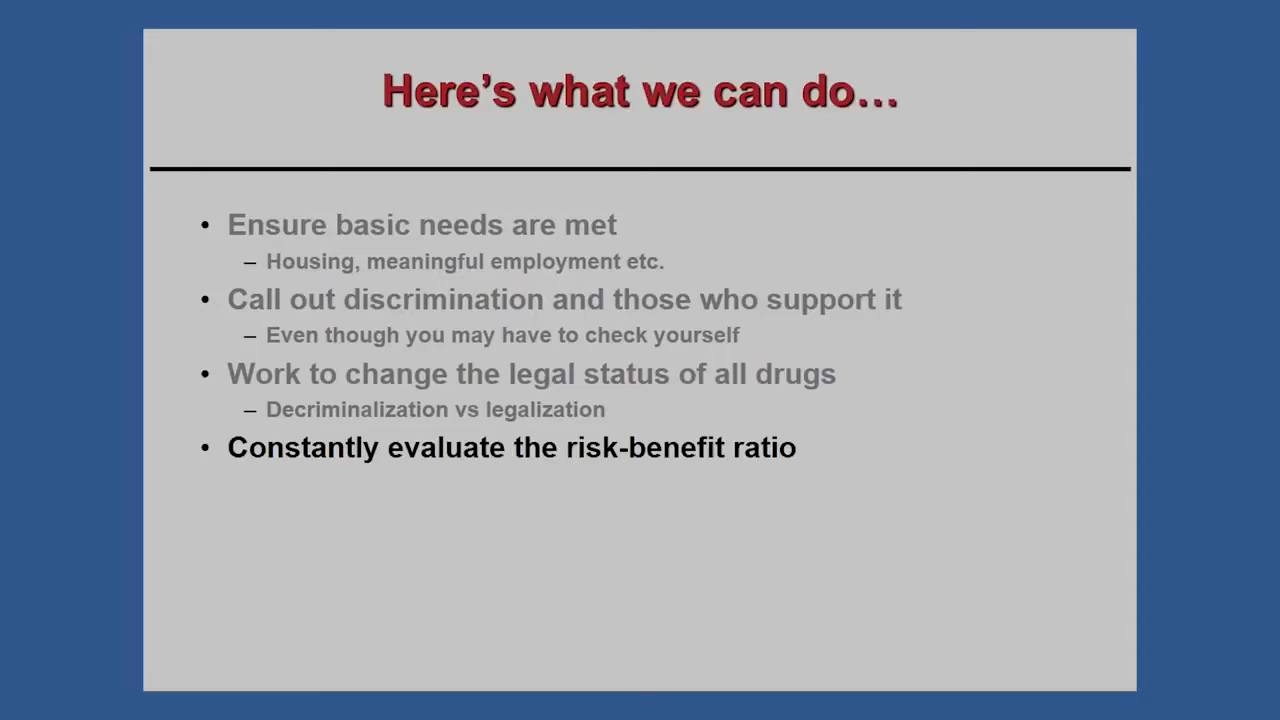 Here’s what we can do…
• Ensure basic needs are met
– Housing, meaningful employment etc.
• Call out discrimination and those who support it
– Even though you may have to check yourself
• Work to change the legal status of all drugs
– Decriminalization vs legalization
• Constantly evaluate the risk-benefit ratio